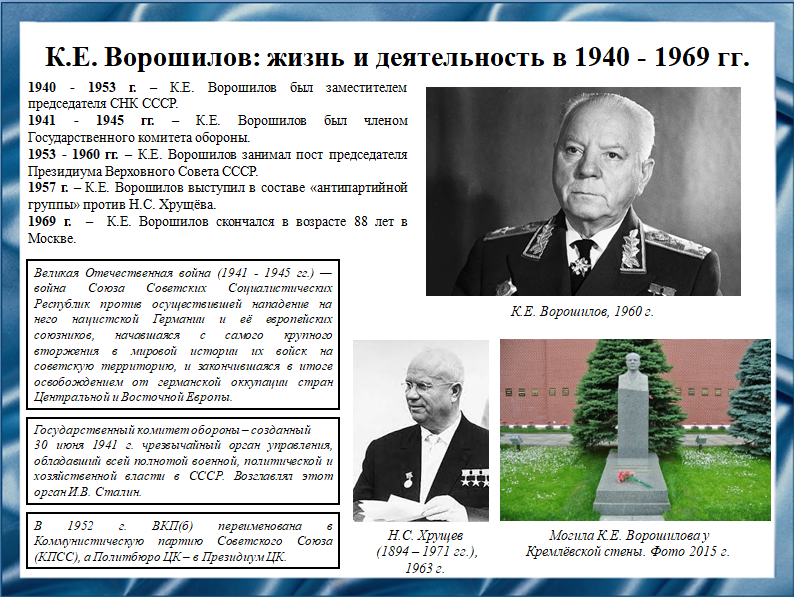 К.Е. Ворошилов: жизнь и деятельность в 1940 - 1969 гг.
1940 - 1953 г. – К.Е. Ворошилов был заместителем
председателя СНК СССР.
1941 - 1945 гг. – К.Е. Ворошилов был членом
Государственного комитета обороны.
1953 - 1960 гг. – К.Е. Ворошилов занимал пост председателя
Президиума Верховного Совета СССР.
1957 г. – К.Е. Ворошилов выступил в составе «антипартийной
группы» против Н.С. Хрущёва.
1969 г. – К.Е. Ворошилов скончался в возрасте 88 лет в
Москве.
Великая Отечественная война (1941 - 1945 гг.) —
война Союза Советских Социалистических
Республик против осуществившей нападение на
него нацистской Германии и её европейских
союзников, начавшаяся с самого крупного
вторжения в мировой истории их войск на
советскую территорию, и закончившаяся в итоге
освобождением от германской оккупации стран
Центральной и Восточной Европы.
Государственный комитет обороны – созданный
30 июня 1941 г. чрезвычайный орган управления,
обладавший всей полнотой военной, политической и
хозяйственной власти в СССР. Возглавлял этот
орган И.В. Сталин.
В 1952 г. ВКП(б) переименована в
Коммунистическую партию Советского Союза
(КПСС), а Политбюро ЦК – в Президиум ЦК.
К.Е. Ворошилов, 1960 г.
Н.С. Хрущев
(1894 – 1971 гг.),
1963 г.
Могила К.Е. Ворошилова у
Кремлёвской стены. Фото 2015 г.